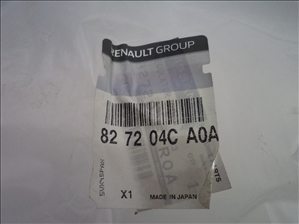 RENAULT GROUP
82 72 04C A0A
X1
MADE IN JAPAN